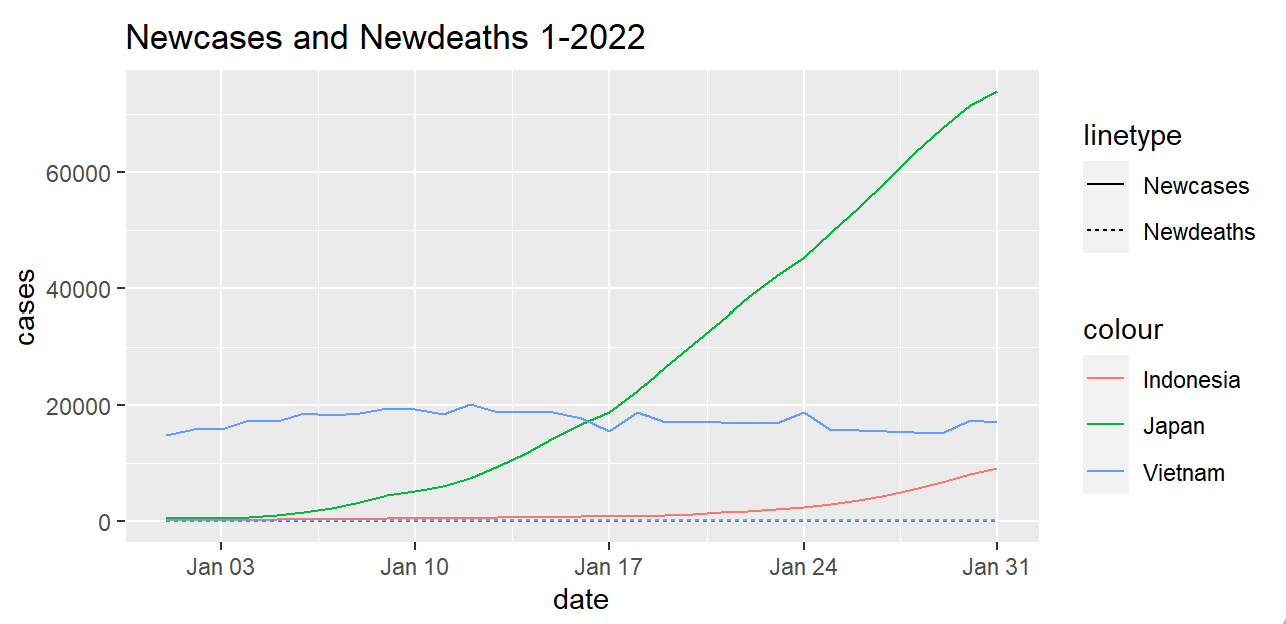 Newcases and Newdeaths 1-2022
cases
60000
40000
20000
0
Jan 03 Jan 10 Jan 17 Jan 24 Jan 31
date
linetype
Newcases
Newdeaths
colour
Indonesia
Japan
Vietnam